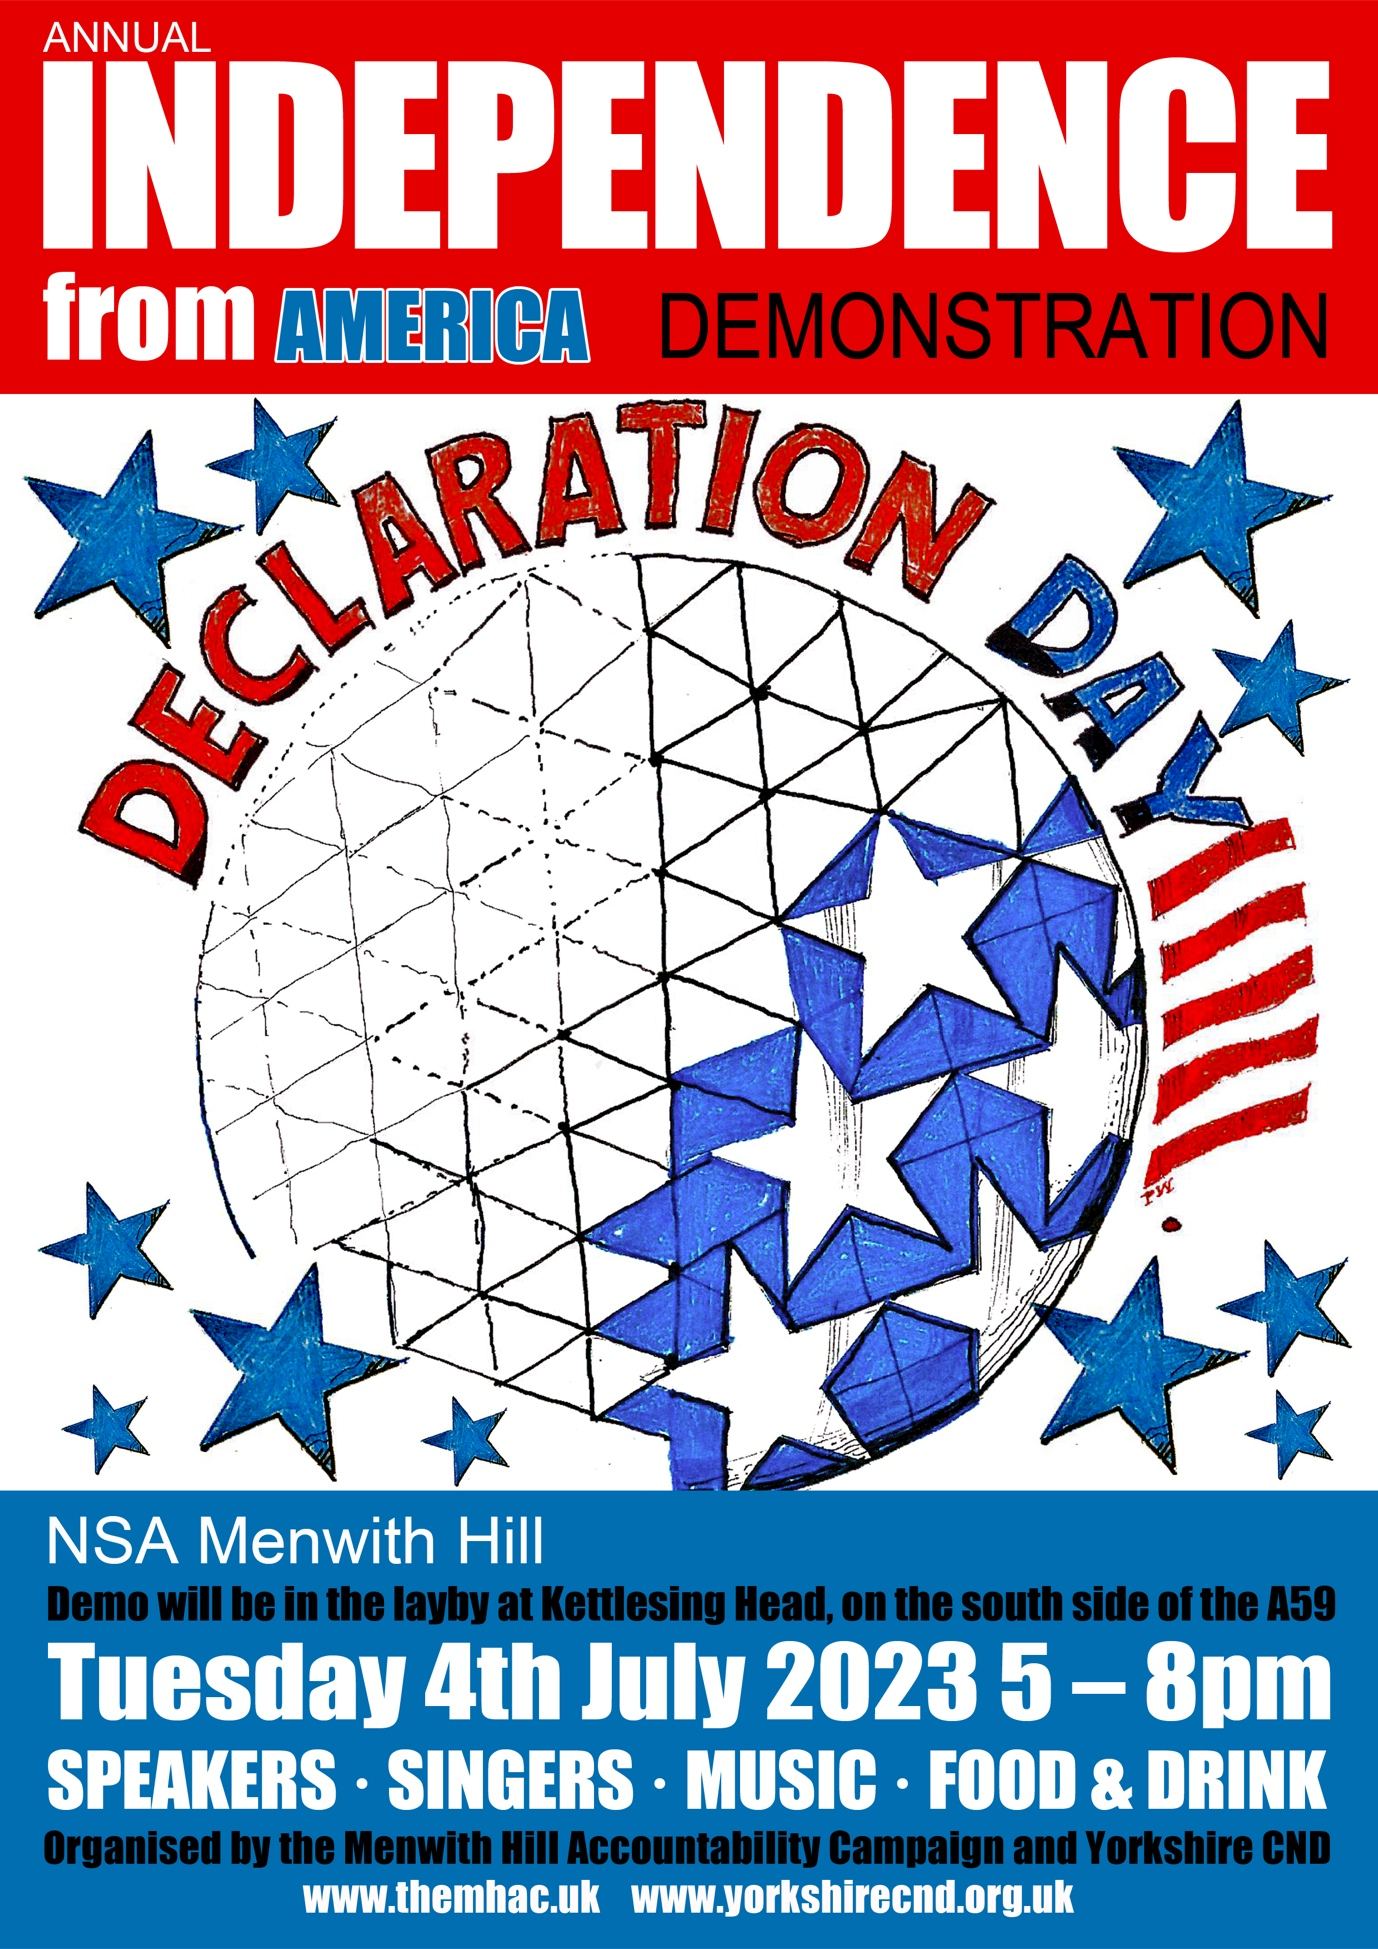 ANNUAL
INDEPENDENCE
from AMERICA DEMONSTRATION
DECLARATION DAY
PW
NSA Menwith Hill
Demo will be in the layby at Kettlesing Head, on the south side of the A59
Tuesday 4th July 2023 5 – 8pm
SPEAKERS · SINGERS · MUSIC · FOOD & DRINK
Organised by the Menwith Hill Accountability Campaign and Yorkshire CND
www.themhac.uk www.yorkshirecnd.org.uk